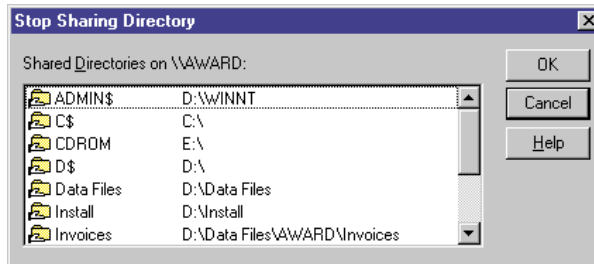 Stop Sharing Directory
Shared Directories on \\AWARD:
OK
ADMIN$ D:\WINNT
Cancel
C$ C:\
CDROM E:\
Help
D$ D:\
Data Files D:\Data Files
Install D:\Install
Invoices D:\Data Files\AWARD\Invoices